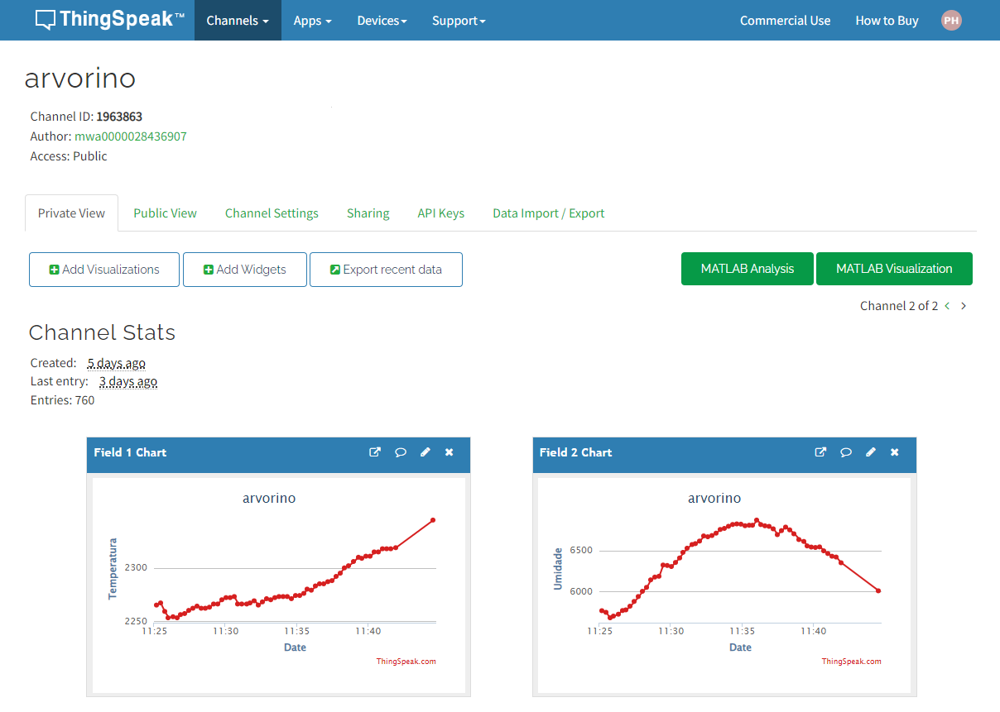 ThingSpeak™ Channels Apps Devices Support Commercial Use How to Buy PH
arvorino
Channel ID: 1963863
Author: mwa0000028436907
Access: Public
Private View Public View Channel Settings Sharing API Keys Data Import / Export
Add Visualizations Add Widgets Export recent data MATLAB Analysis MATLAB Visualization
Channel 2 of 2 < >
Channel Stats
Created: 5 days ago
Last entry: 3 days ago
Entries: 760
Field 1 Chart
arvorino
Temperatura
2300
2250
11:25 11:30 11:35 11:40
Date
ThingSpeak.com
Field 2 Chart
arvorino
Umidade
6500
6000
11:25 11:30 11:35 11:40
Date
ThingSpeak.com